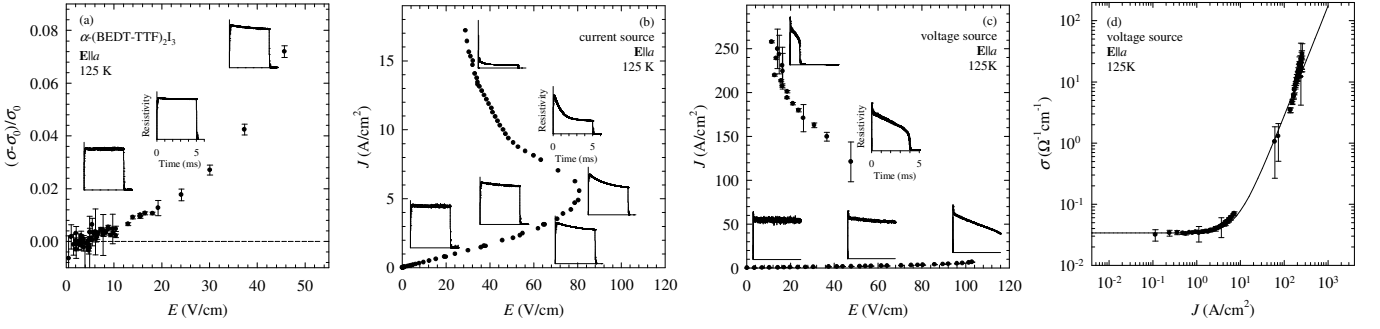 (a)
α-(BEDT-TTF)₂I₃
E||a
125 K
(σ-σ₀)/σ₀
0.08
0.06
0.04
0.02
0.00
0 10 20 30 40 50
E (V/cm)
Resistivity
0 5
Time (ms)
(b)
current source
E||a
125 K
J (A/cm²)
15
10
5
0
0 20 40 60 80 100 120
E (V/cm)
Resistivity
0 5
Time (ms)
(c)
voltage source
E||a
125K
J (A/cm²)
250
200
150
100
50
0
0 20 40 60 80 100 116
E (V/cm)
Resistivity
0 5
Time (ms)
(d)
voltage source
E||a
125K
σ (Ω⁻¹cm⁻¹)
10²
10¹
10⁰
10⁻¹
10⁻²
10⁻² 10⁻¹ 10⁰ 10¹ 10² 10³
J (A/cm²)